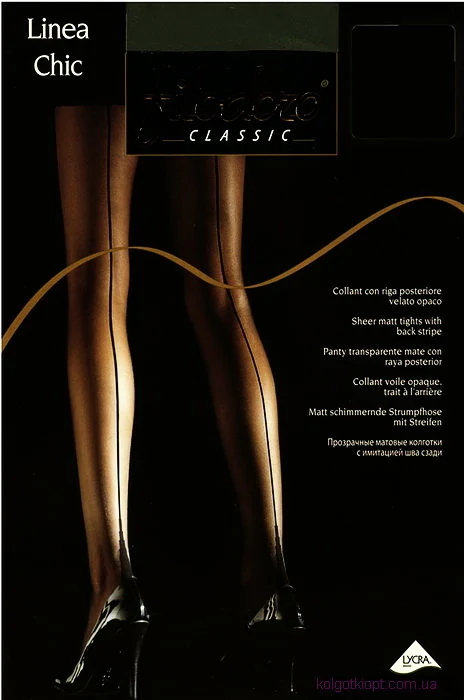 Linea
Chic
filodoro®
CLASSIC
Collant con riga posteriore
velato opaco
Sheer matt tights with
back stripe
Panty transparente mate con
raya posterior
Collant voile opaque,
trait à l'arrière
Matt schimmernde Strumpfhose
mit Streifen
Прозрачные матовые колготки
с имитацией шва сзади
LYCRA®
kolgotkiopt.com.ua